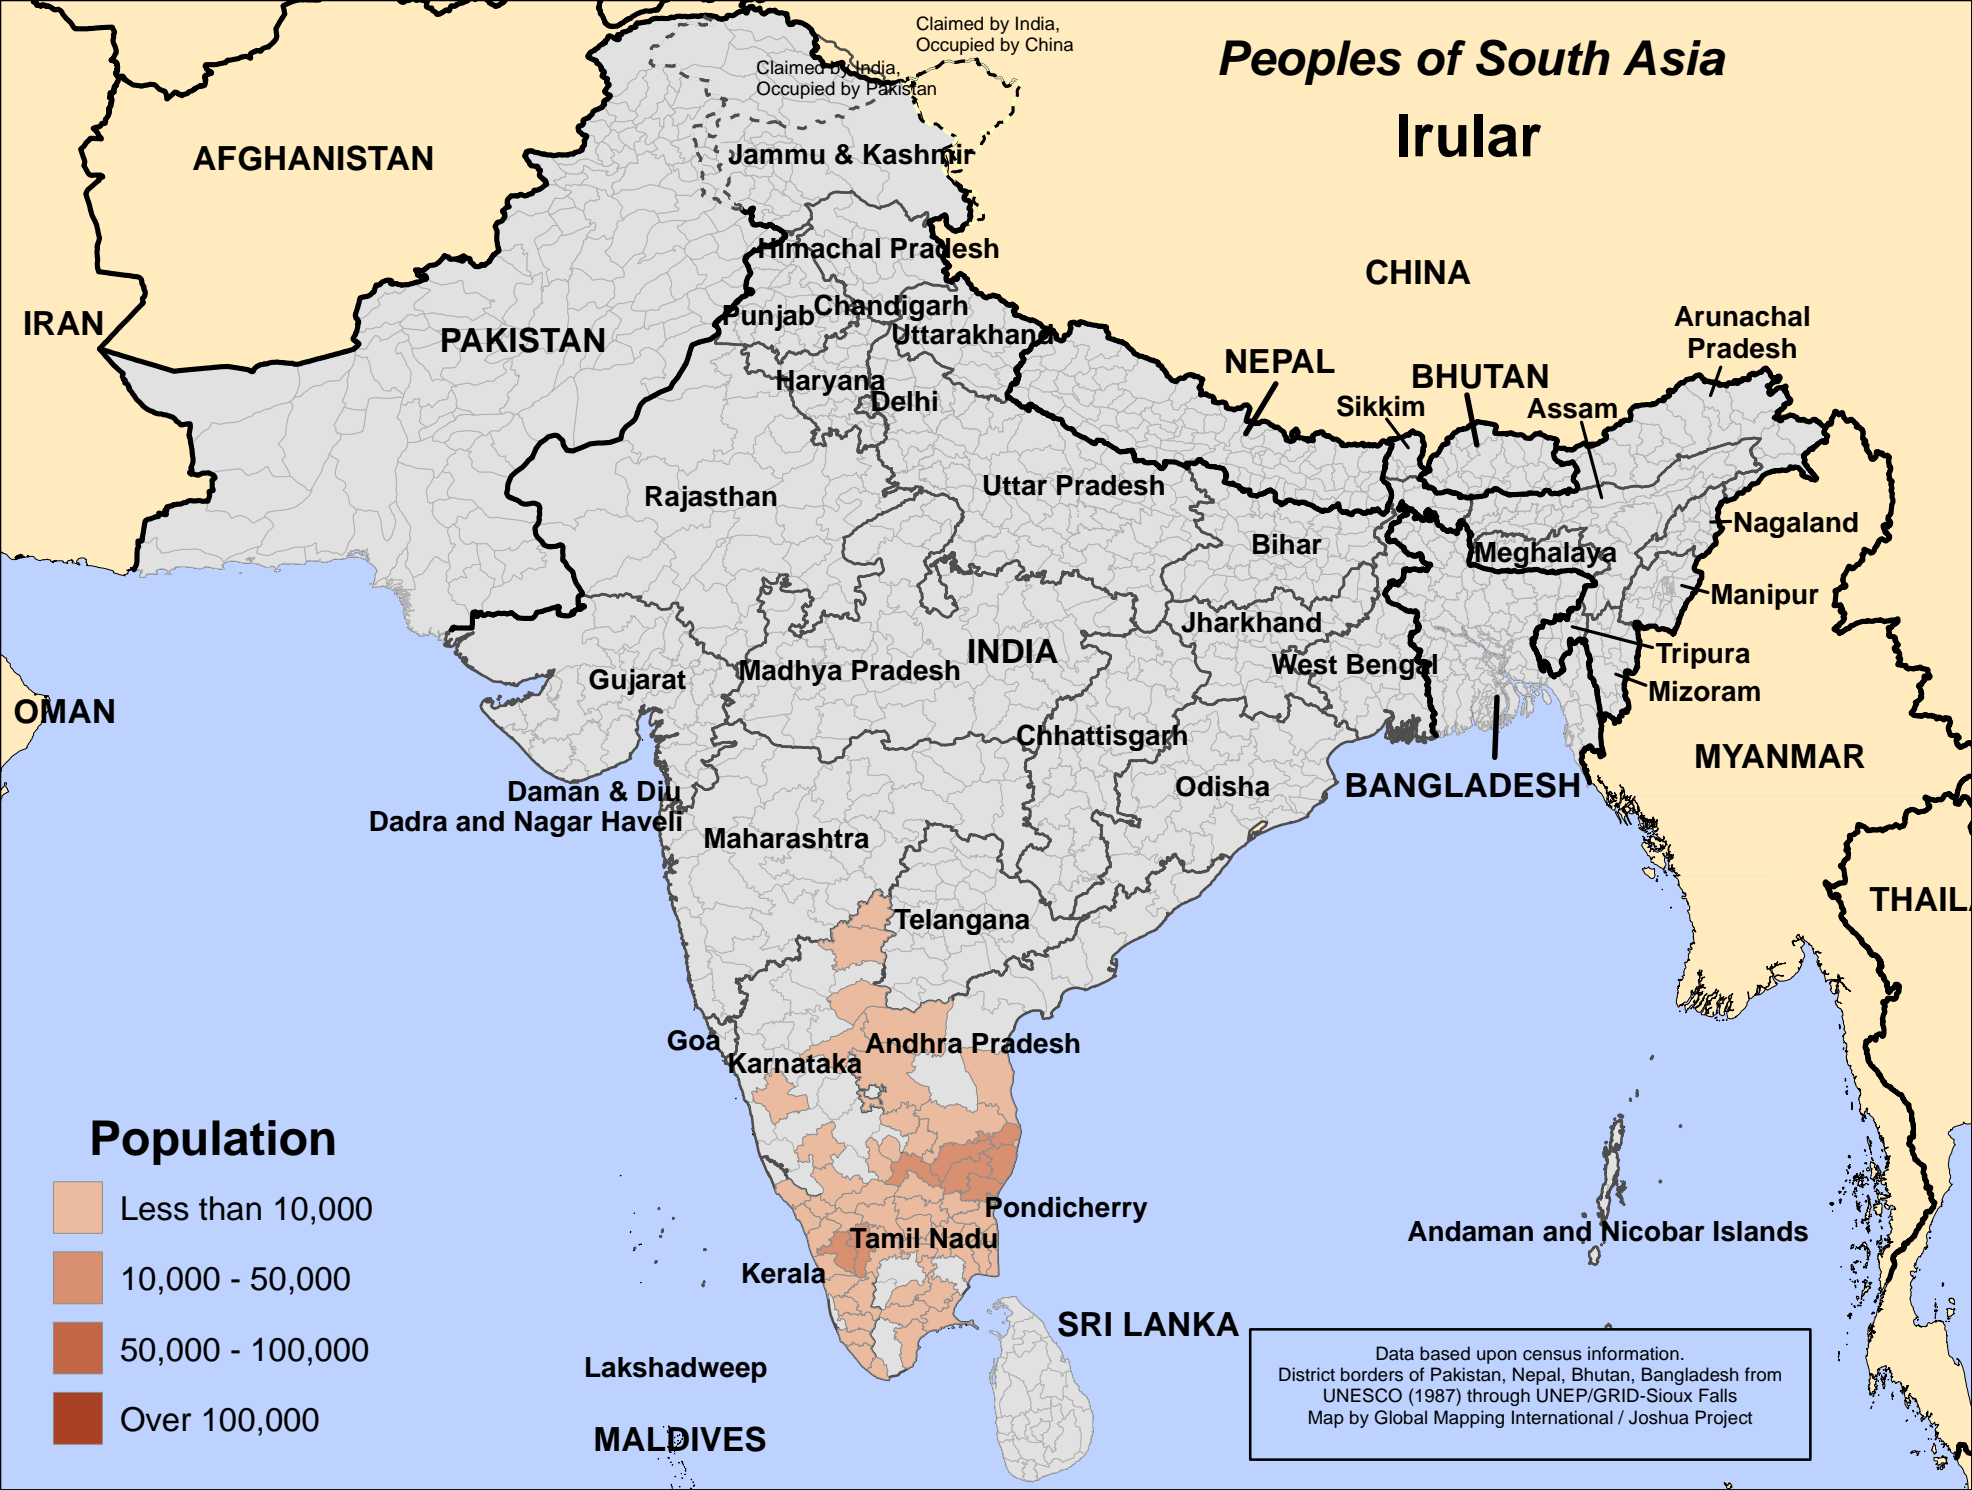 Claimed by India,
Occupied by China
Peoples of South Asia
Irular
Claimed by India,
Occupied by Pakistan
AFGHANISTAN
Jammu & Kashmir
Himachal Pradesh
CHINA
IRAN
PAKISTAN
Punjab
Chandigarh
Uttarakhand
Arunachal
Pradesh
NEPAL
BHUTAN
Haryana
Delhi
Sikkim
Assam
Rajasthan
Uttar Pradesh
Nagaland
Bihar
Meghalaya
Manipur
Jharkhand
INDIA
Tripura
Gujarat
Madhya Pradesh
West Bengal
Mizoram
OMAN
Chhattisgarh
MYANMAR
Daman & Diu
Dadra and Nagar Haveli
Odisha
BANGLADESH
Maharashtra
THAILA
Telangana
Goa
Karnataka
Andhra Pradesh
Population
Less than 10,000
10,000 - 50,000
50,000 - 100,000
Over 100,000
Pondicherry
Tamil Nadu
Andaman and Nicobar Islands
Kerala
SRI LANKA
Lakshadweep
MALDIVES
Data based upon census information.
District borders of Pakistan, Nepal, Bhutan, Bangladesh from
UNESCO (1987) through UNEP/GRID-Sioux Falls
Map by Global Mapping International / Joshua Project